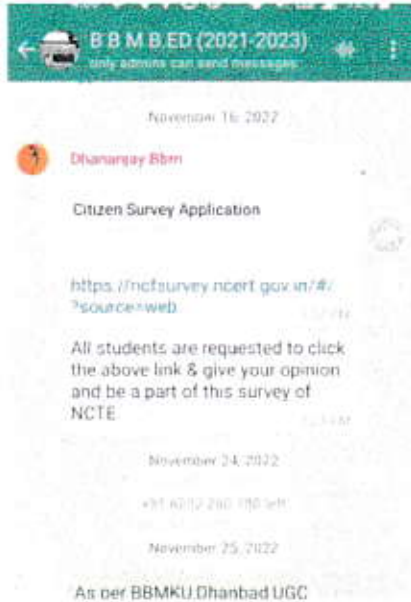 B B M B.ED (2021-2023)
only admins can send messages
November 16, 2022
Dhananjay Bbm
Citizen Survey Application
https://ncfsurvey.ncert.gov.in/#/
?source=web
All students are requested to click
the above link & give your opinion
and be a part of this survey of
NCTE
November 24, 2022
left
November 25, 2022
As per BBMKU Dhanbad UGC